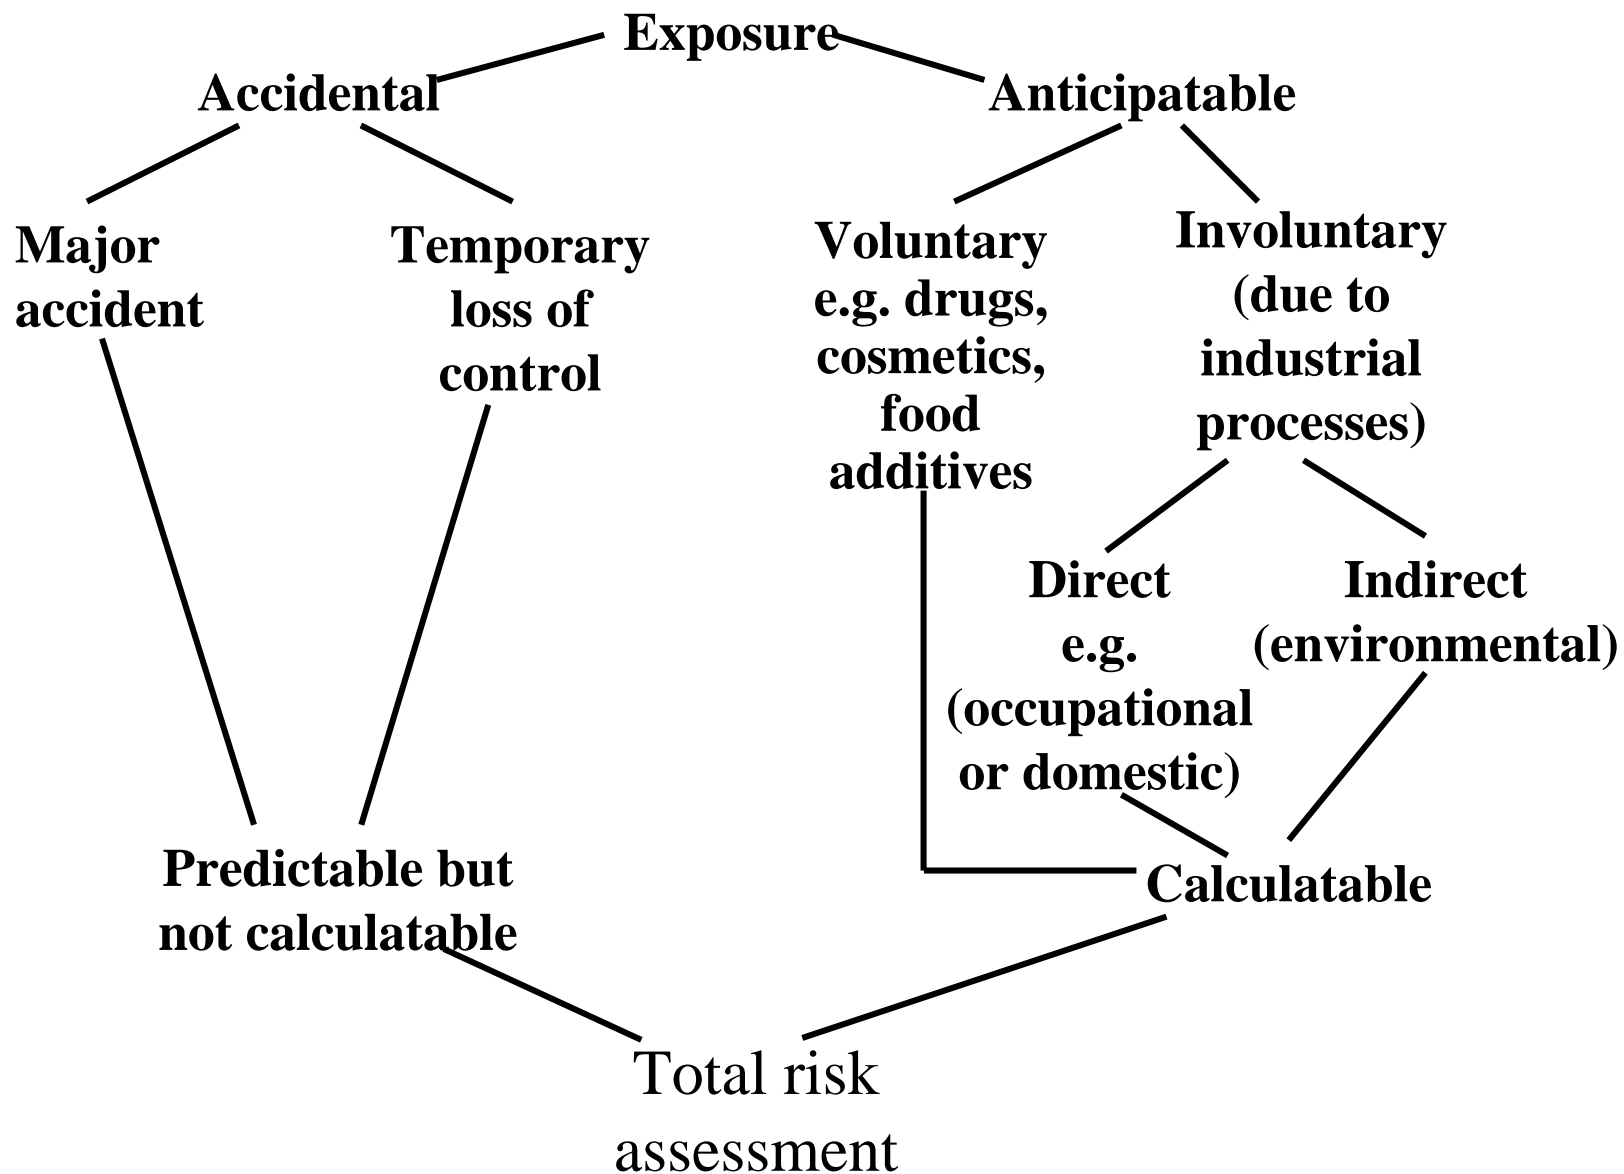 Exposure
Accidental
Anticipatable
Major
accident
Temporary
loss of
control
Voluntary
e.g. drugs,
cosmetics,
food
additives
Involuntary
(due to
industrial
processes)
Direct
e.g.
(occupational
or domestic)
Indirect
(environmental)
Predictable but
not calculatable
Calculatable
Total risk
assessment